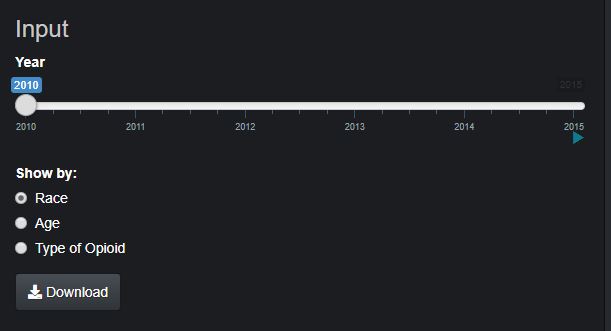 Input
Year
2010 2015
2010 2011 2012 2013 2014 2015
Show by:
Race
Age
Type of Opioid
Download